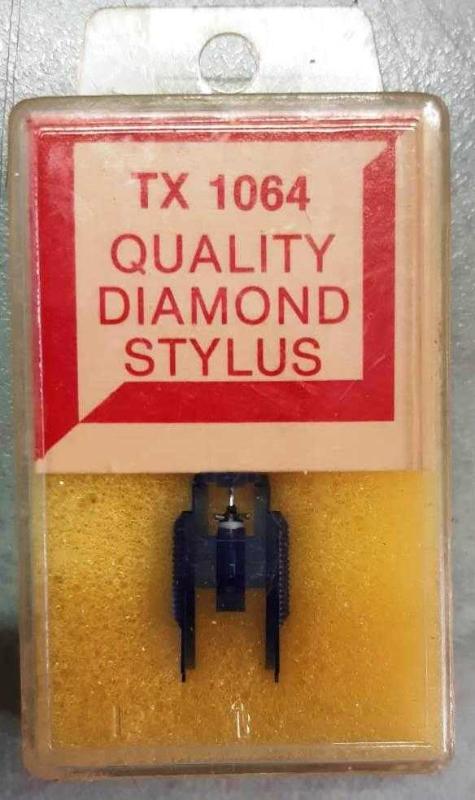 TX 1064
QUALITY
DIAMOND
STYLUS